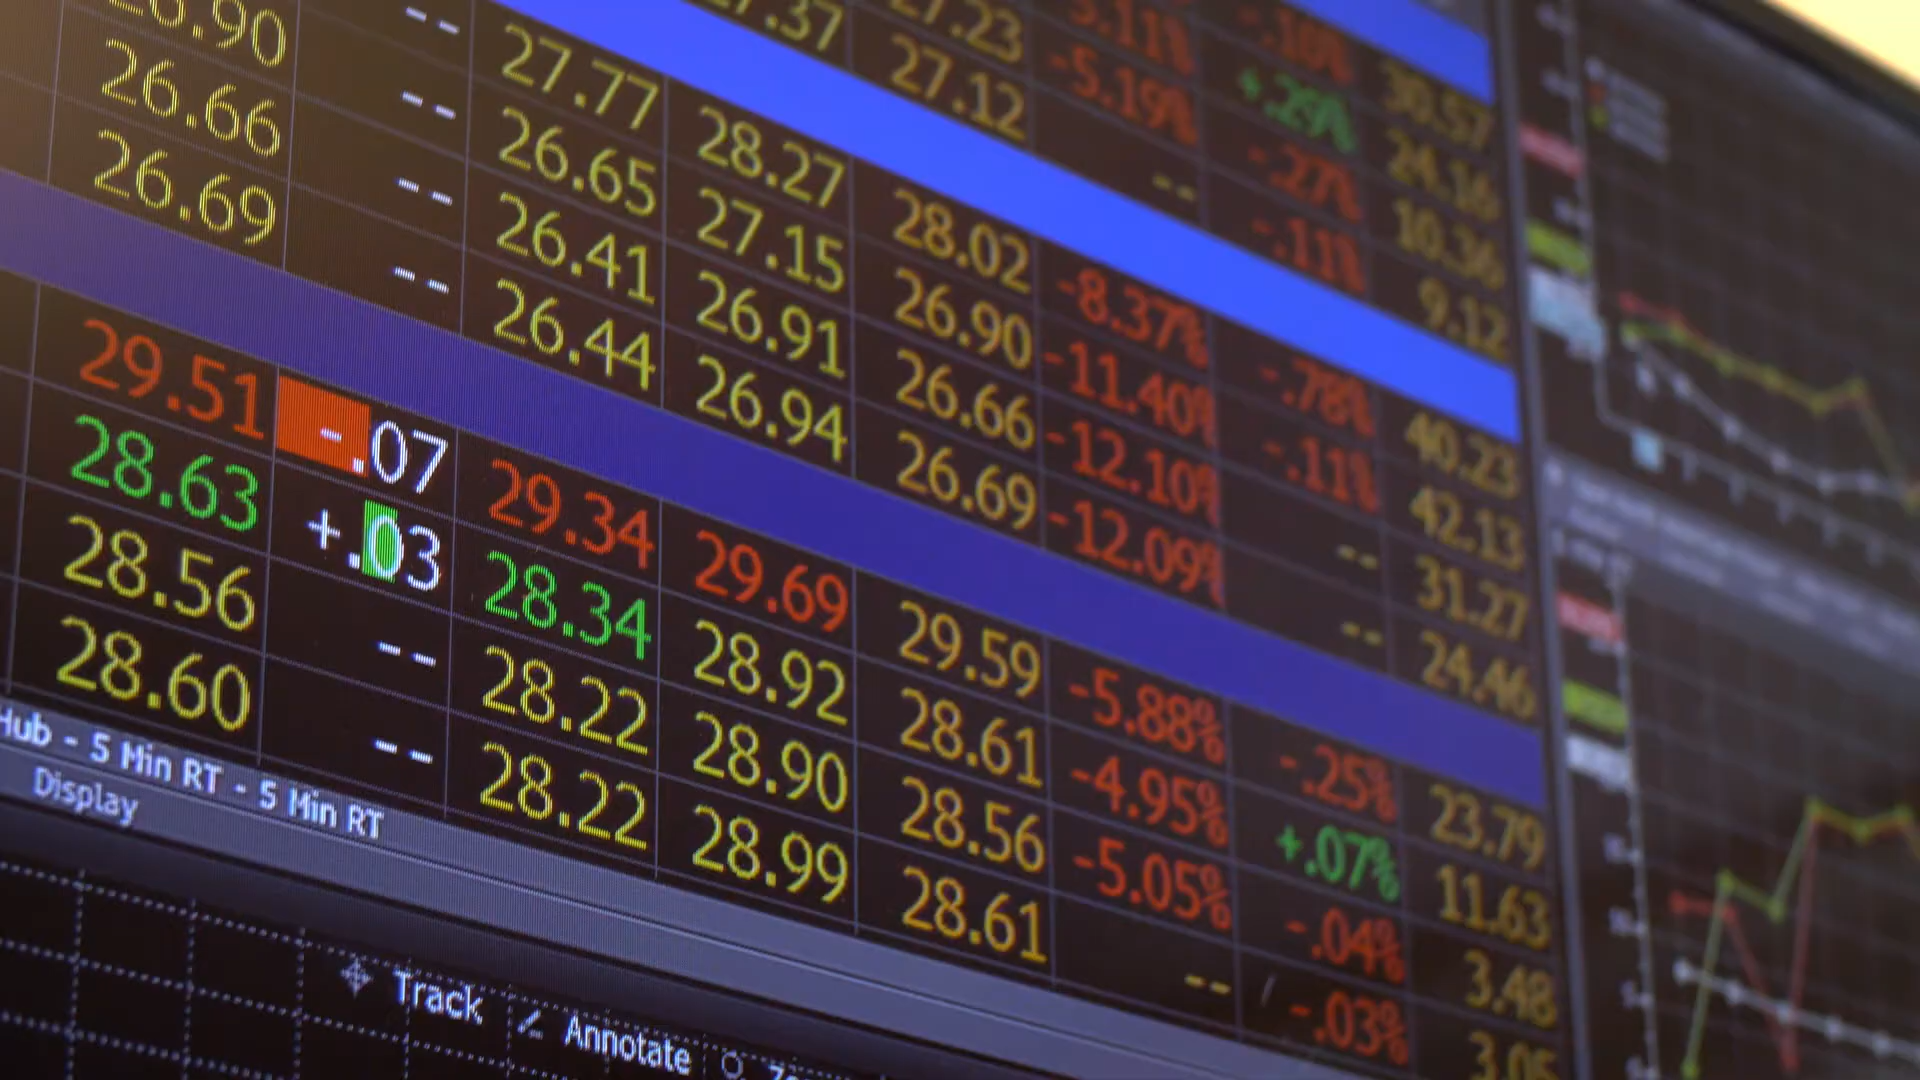 -.10% 30.57
24.16
27.23 -5.19% -.27% 10.36
27.37 27.12 -- -.11% 9.12
-- 27.77 28.27 28.02 -8.37% -.78% 40.23
26.90 -- 26.65 27.15 26.90 -11.40% -.11% 42.13
26.66 -- 26.41 26.91 26.66 -12.10% -- 31.27
26.69 -- 26.44 26.94 26.69 -12.09% -- 24.46
29.51 -.07 29.34 29.69 29.59 -5.88% -.25% 23.79
28.63 +.03 28.34 28.92 28.61 -4.95% +.07% 11.63
28.56 -- 28.22 28.90 28.56 -5.05% -.04% 3.48
28.60 -- 28.22 28.99 28.61 -- -.03% 3.05
Hub - 5 Min RT - 5 Min RT
Display
Track Annotate